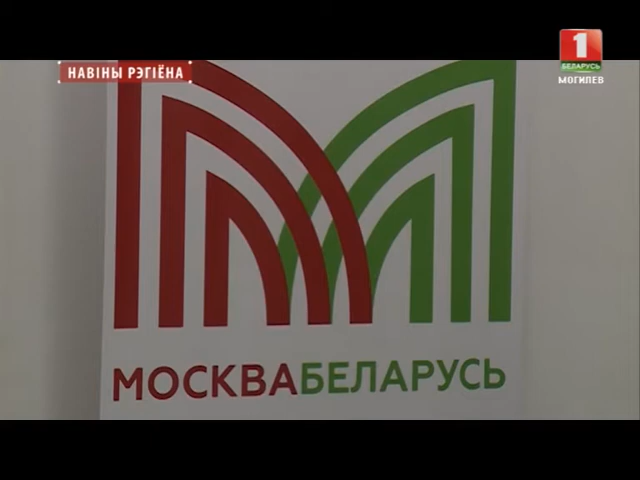 НАВІНЫ РЭГІЁНА
1
БЕЛАРУСЬ
МОГИЛЕВ
МОСКВАБЕЛАРУСЬ